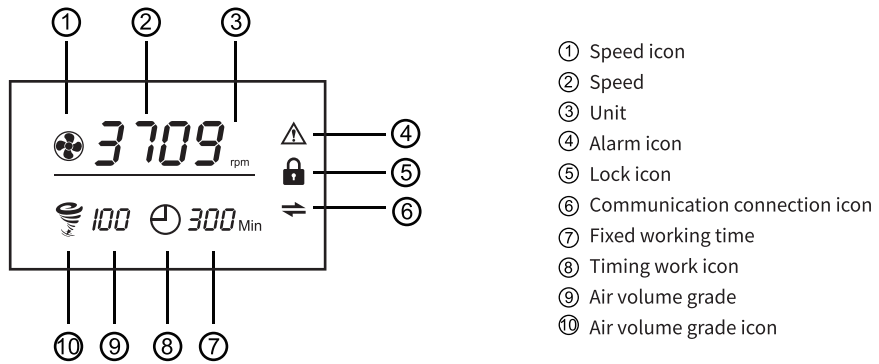 ① ② ③
3709 rpm
④
⑤
⑥
100 300 Min
⑩ ⑨ ⑧ ⑦
① Speed icon
② Speed
③ Unit
④ Alarm icon
⑤ Lock icon
⑥ Communication connection icon
⑦ Fixed working time
⑧ Timing work icon
⑨ Air volume grade
⑩ Air volume grade icon